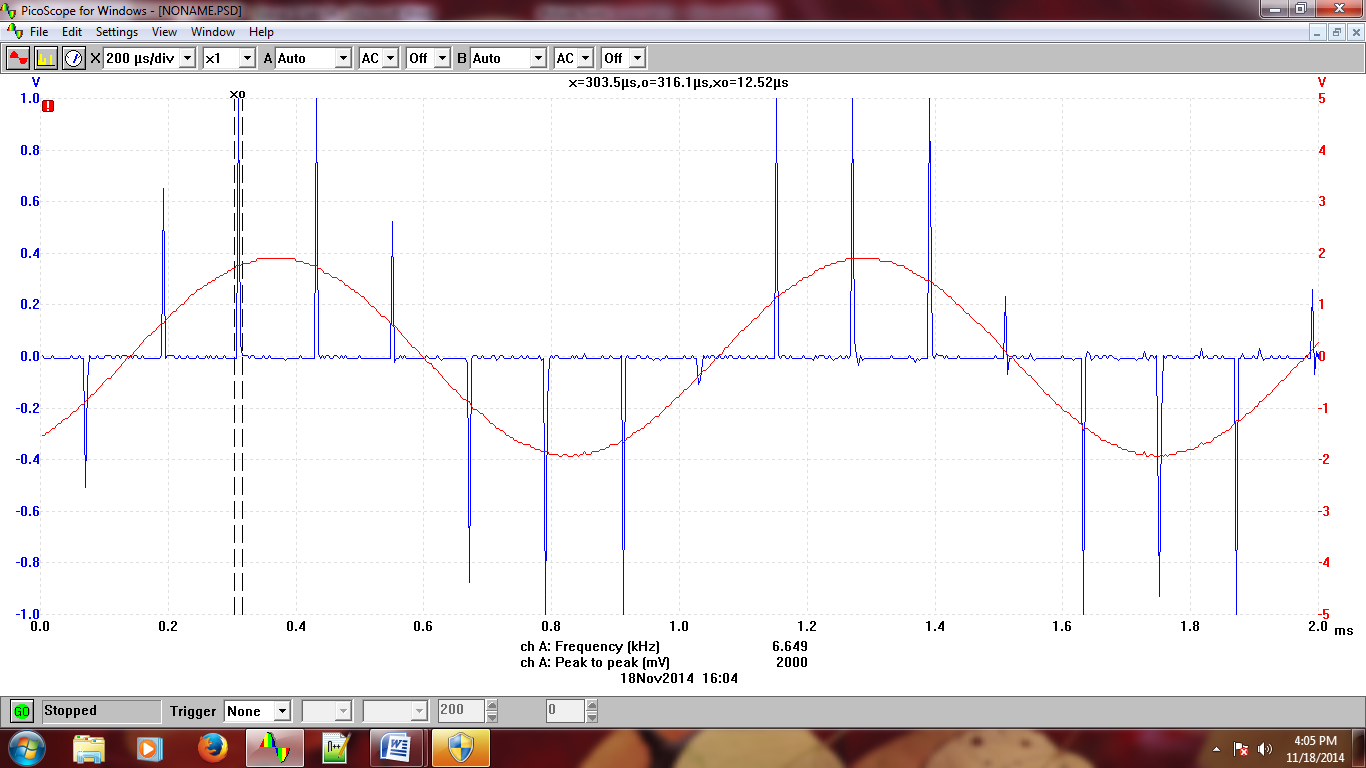 PicoScope for Windows - [NONAME.PSD]
File Edit Settings View Window Help
X 200 µs/div x1 A Auto AC Off B Auto AC Off
x=303.5µs,o=316.1µs,xo=12.52µs
V V
xo
1.0 5
0.8 4
0.6 3
0.4 2
0.2 1
0.0 0
-0.2 -1
-0.4 -2
-0.6 -3
-0.8 -4
-1.0 -5
0.0 0.2 0.4 0.6 0.8 1.0 1.2 1.4 1.6 1.8 2.0 ms
ch A: Frequency (kHz) 6.649
ch A: Peak to peak (mV) 2000
18Nov2014 16:04
GO Stopped Trigger None 200 0
4:05 PM
11/18/2014